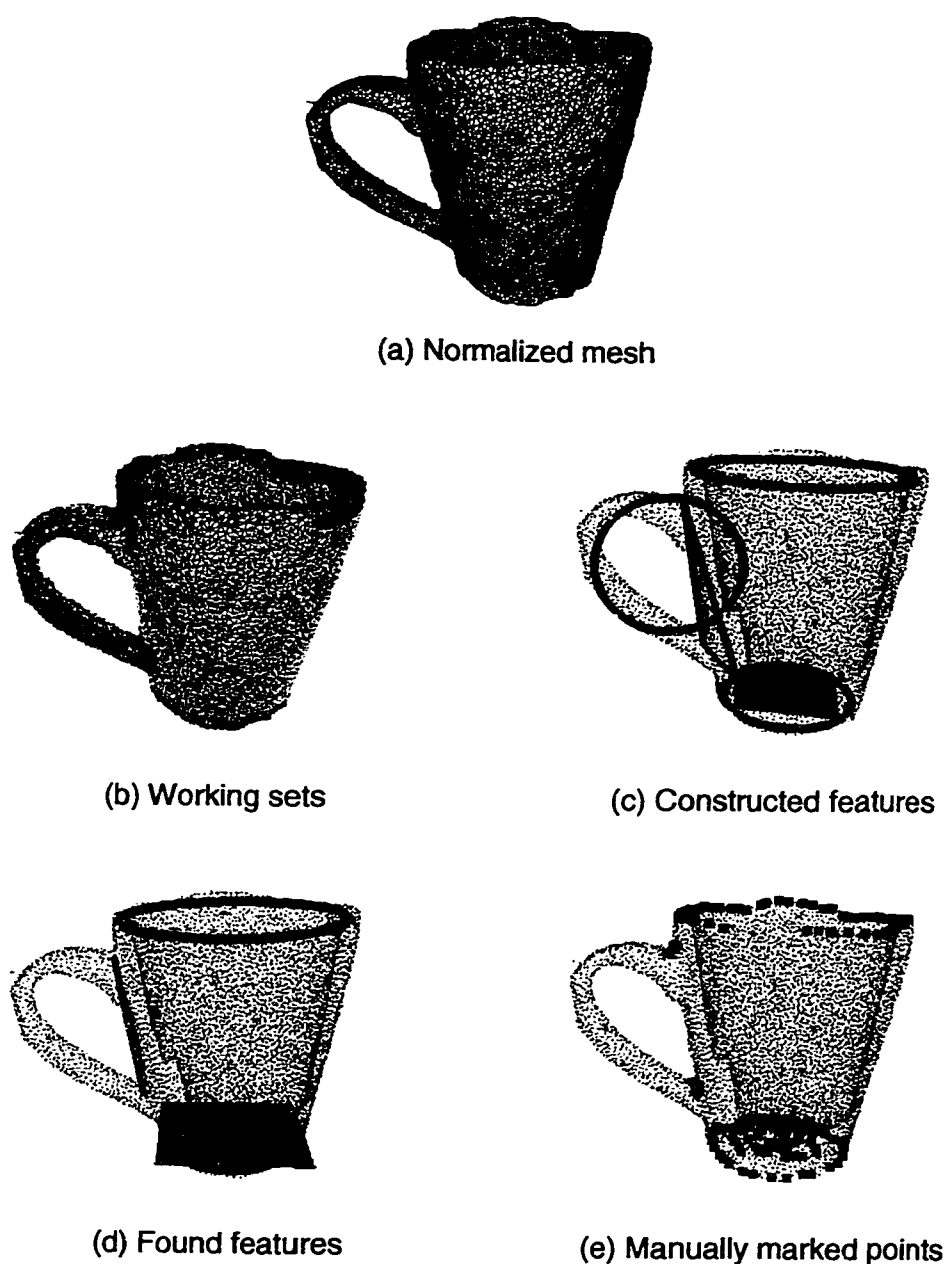 (a) Normalized mesh
(b) Working sets
(c) Constructed features
(d) Found features
(e) Manually marked points